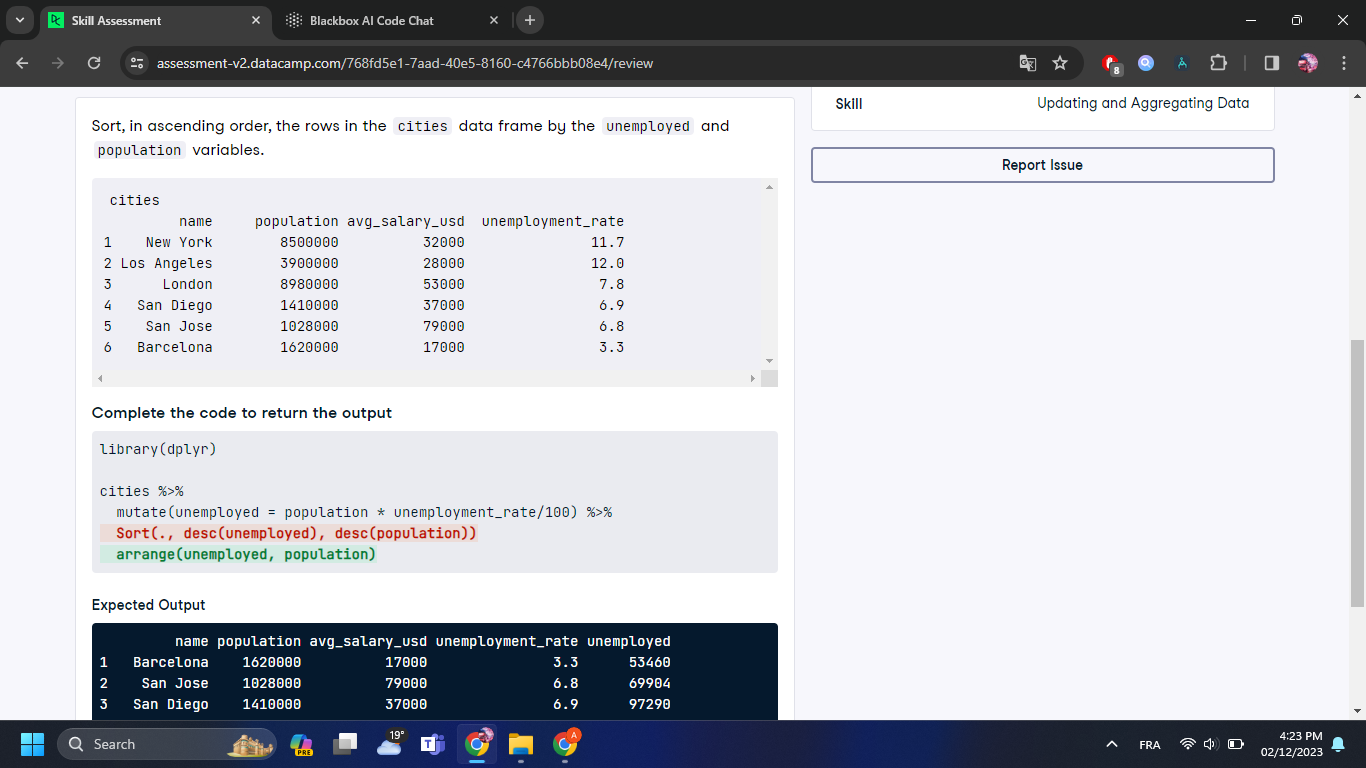 Skill Assessment
Blackbox AI Code Chat
assessment-v2.datacamp.com/768fd5e1-7aad-40e5-8160-c4766bbb08e4/review
8
Sort, in ascending order, the rows in the cities data frame by the unemployed and
population variables.
cities
name population avg_salary_usd unemployment_rate
1 New York 8500000 32000 11.7
2 Los Angeles 3900000 28000 12.0
3 London 8980000 53000 7.8
4 San Diego 1410000 37000 6.9
5 San Jose 1028000 79000 6.8
6 Barcelona 1620000 17000 3.3
Complete the code to return the output
library(dplyr)
cities %>%
mutate(unemployed = population * unemployment_rate/100) %>%
Sort(., desc(unemployed), desc(population))
arrange(unemployed, population)
Expected Output
name population avg_salary_usd unemployment_rate unemployed
1 Barcelona 1620000 17000 3.3 53460
2 San Jose 1028000 79000 6.8 69904
3 San Diego 1410000 37000 6.9 97290
Skill Updating and Aggregating Data
Report Issue
Search
PRE
19°
A
FRA
4:23 PM
02/12/2023